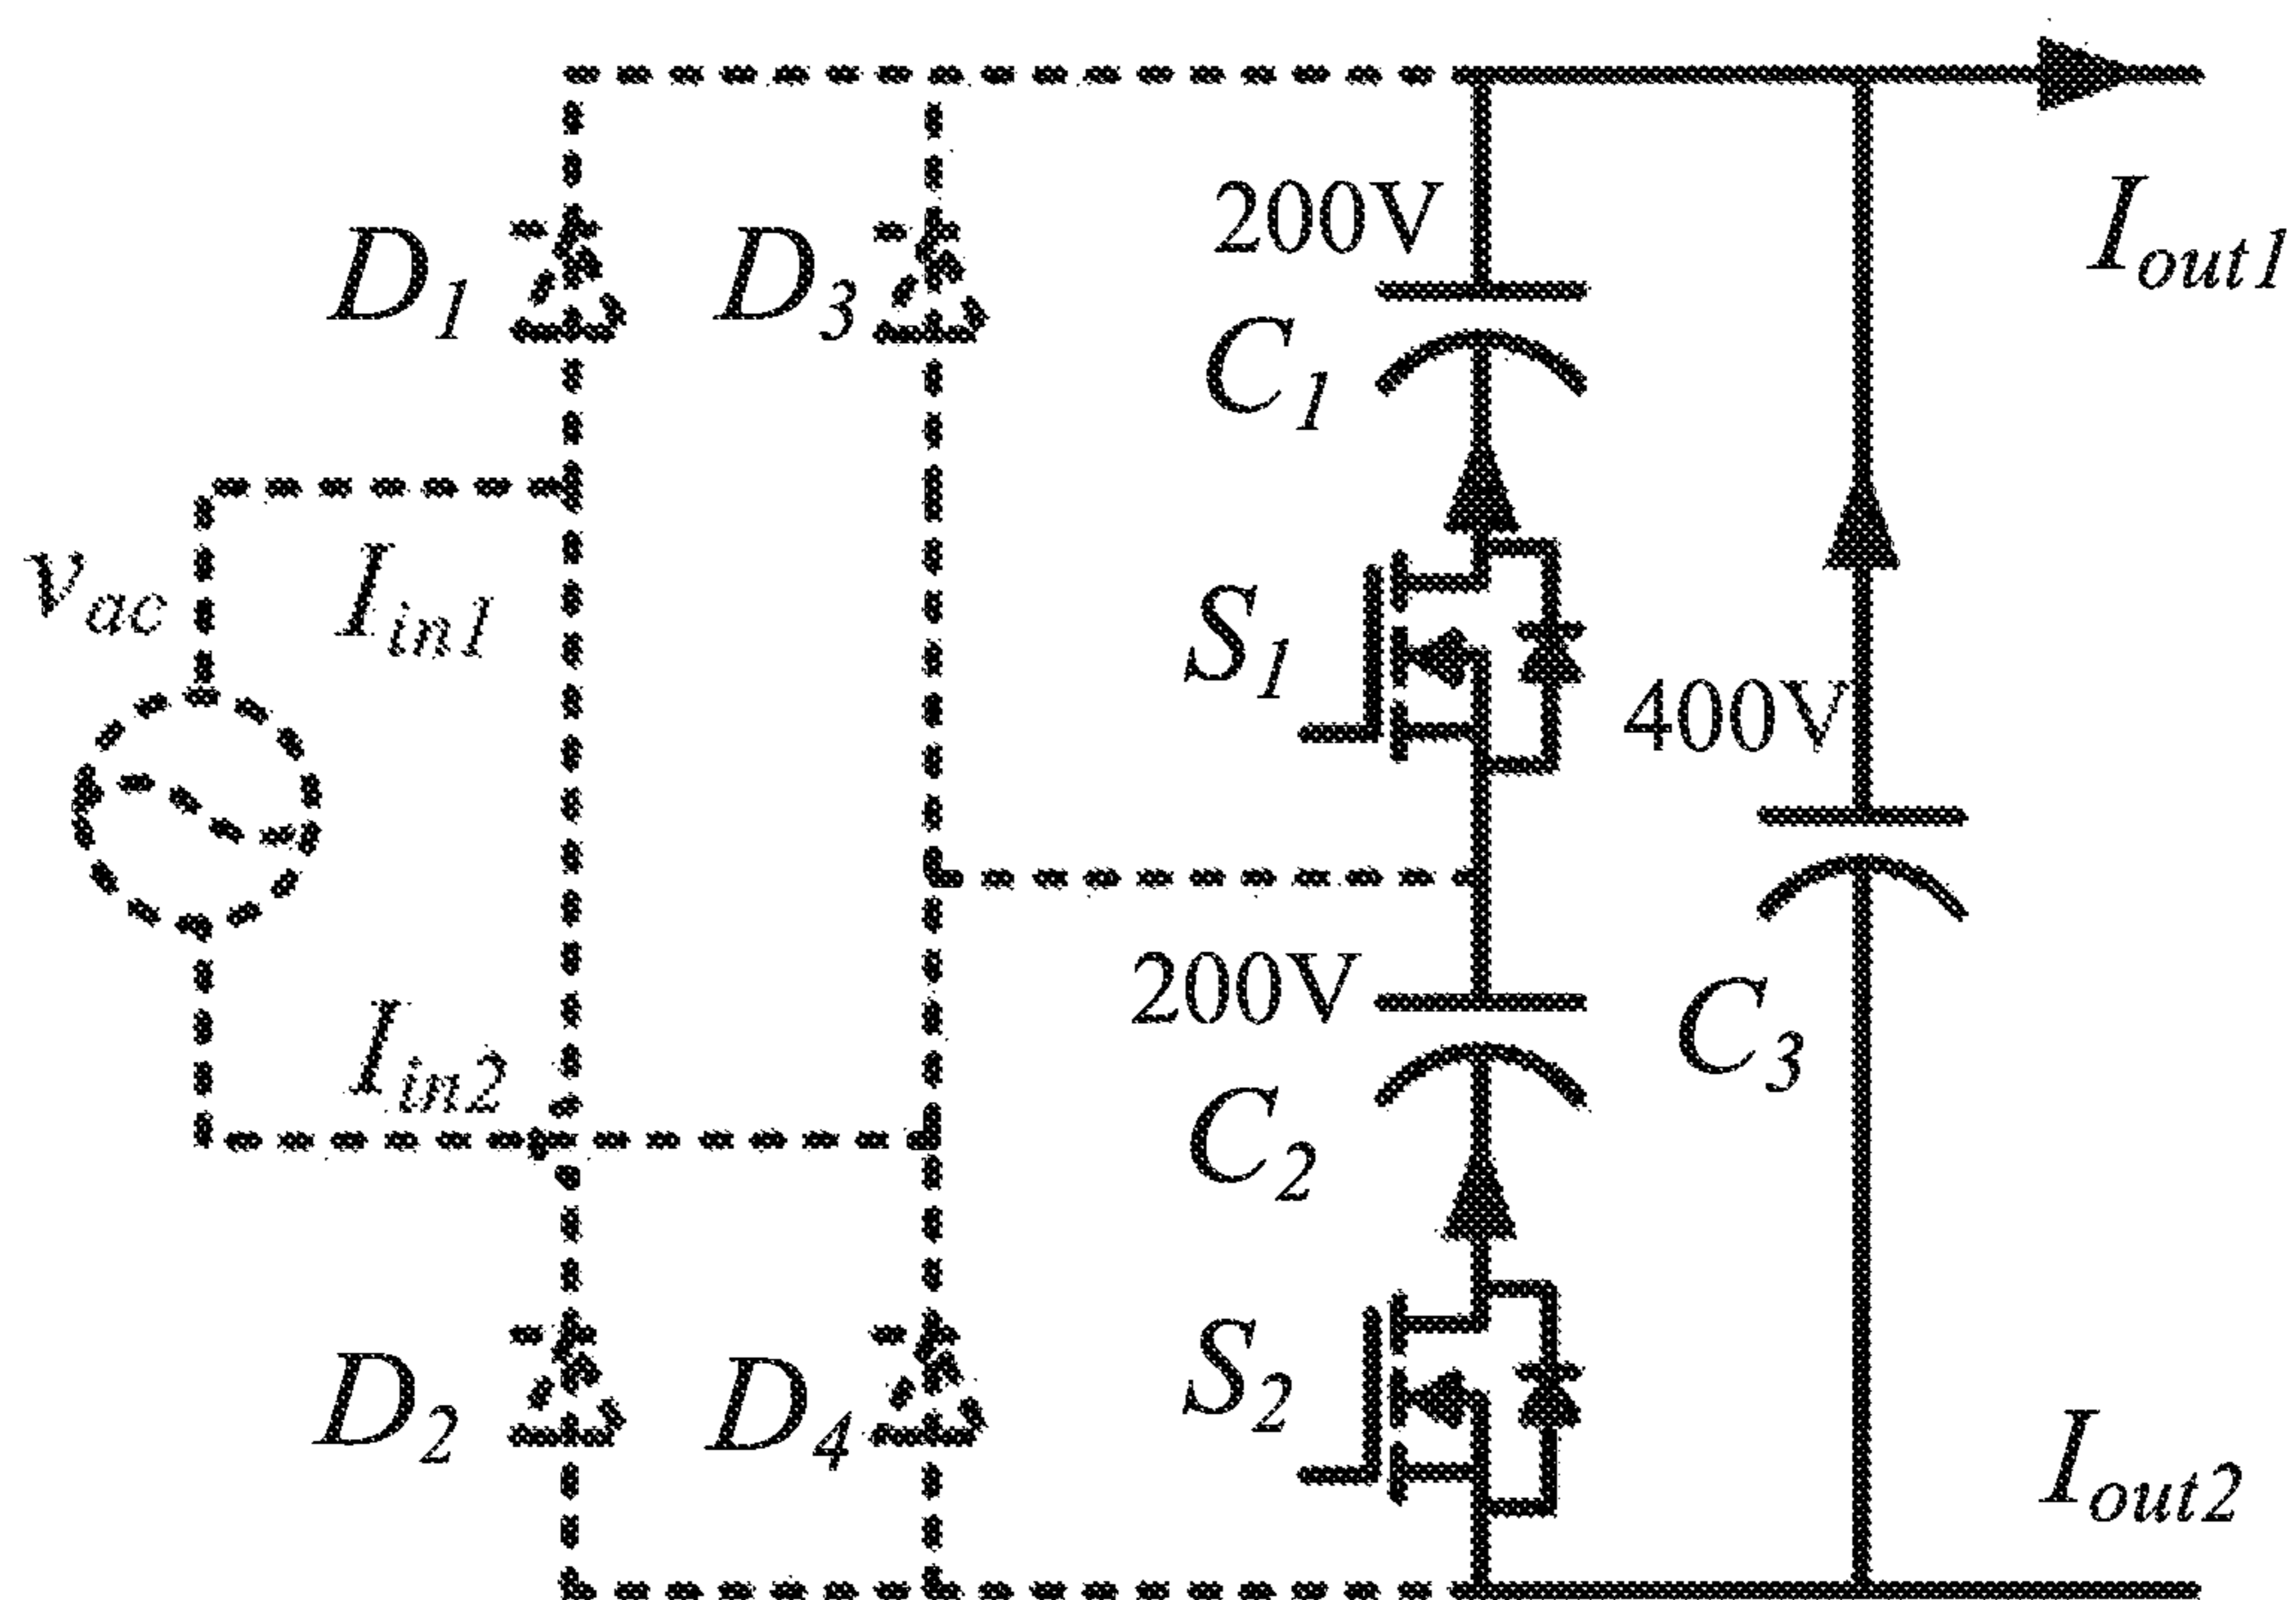 200V
I_out1
D_1
D_3
C_1
v_ac
I_in1
S_1
400V
200V
C_3
I_in2
C_2
S_2
D_2
D_4
I_out2